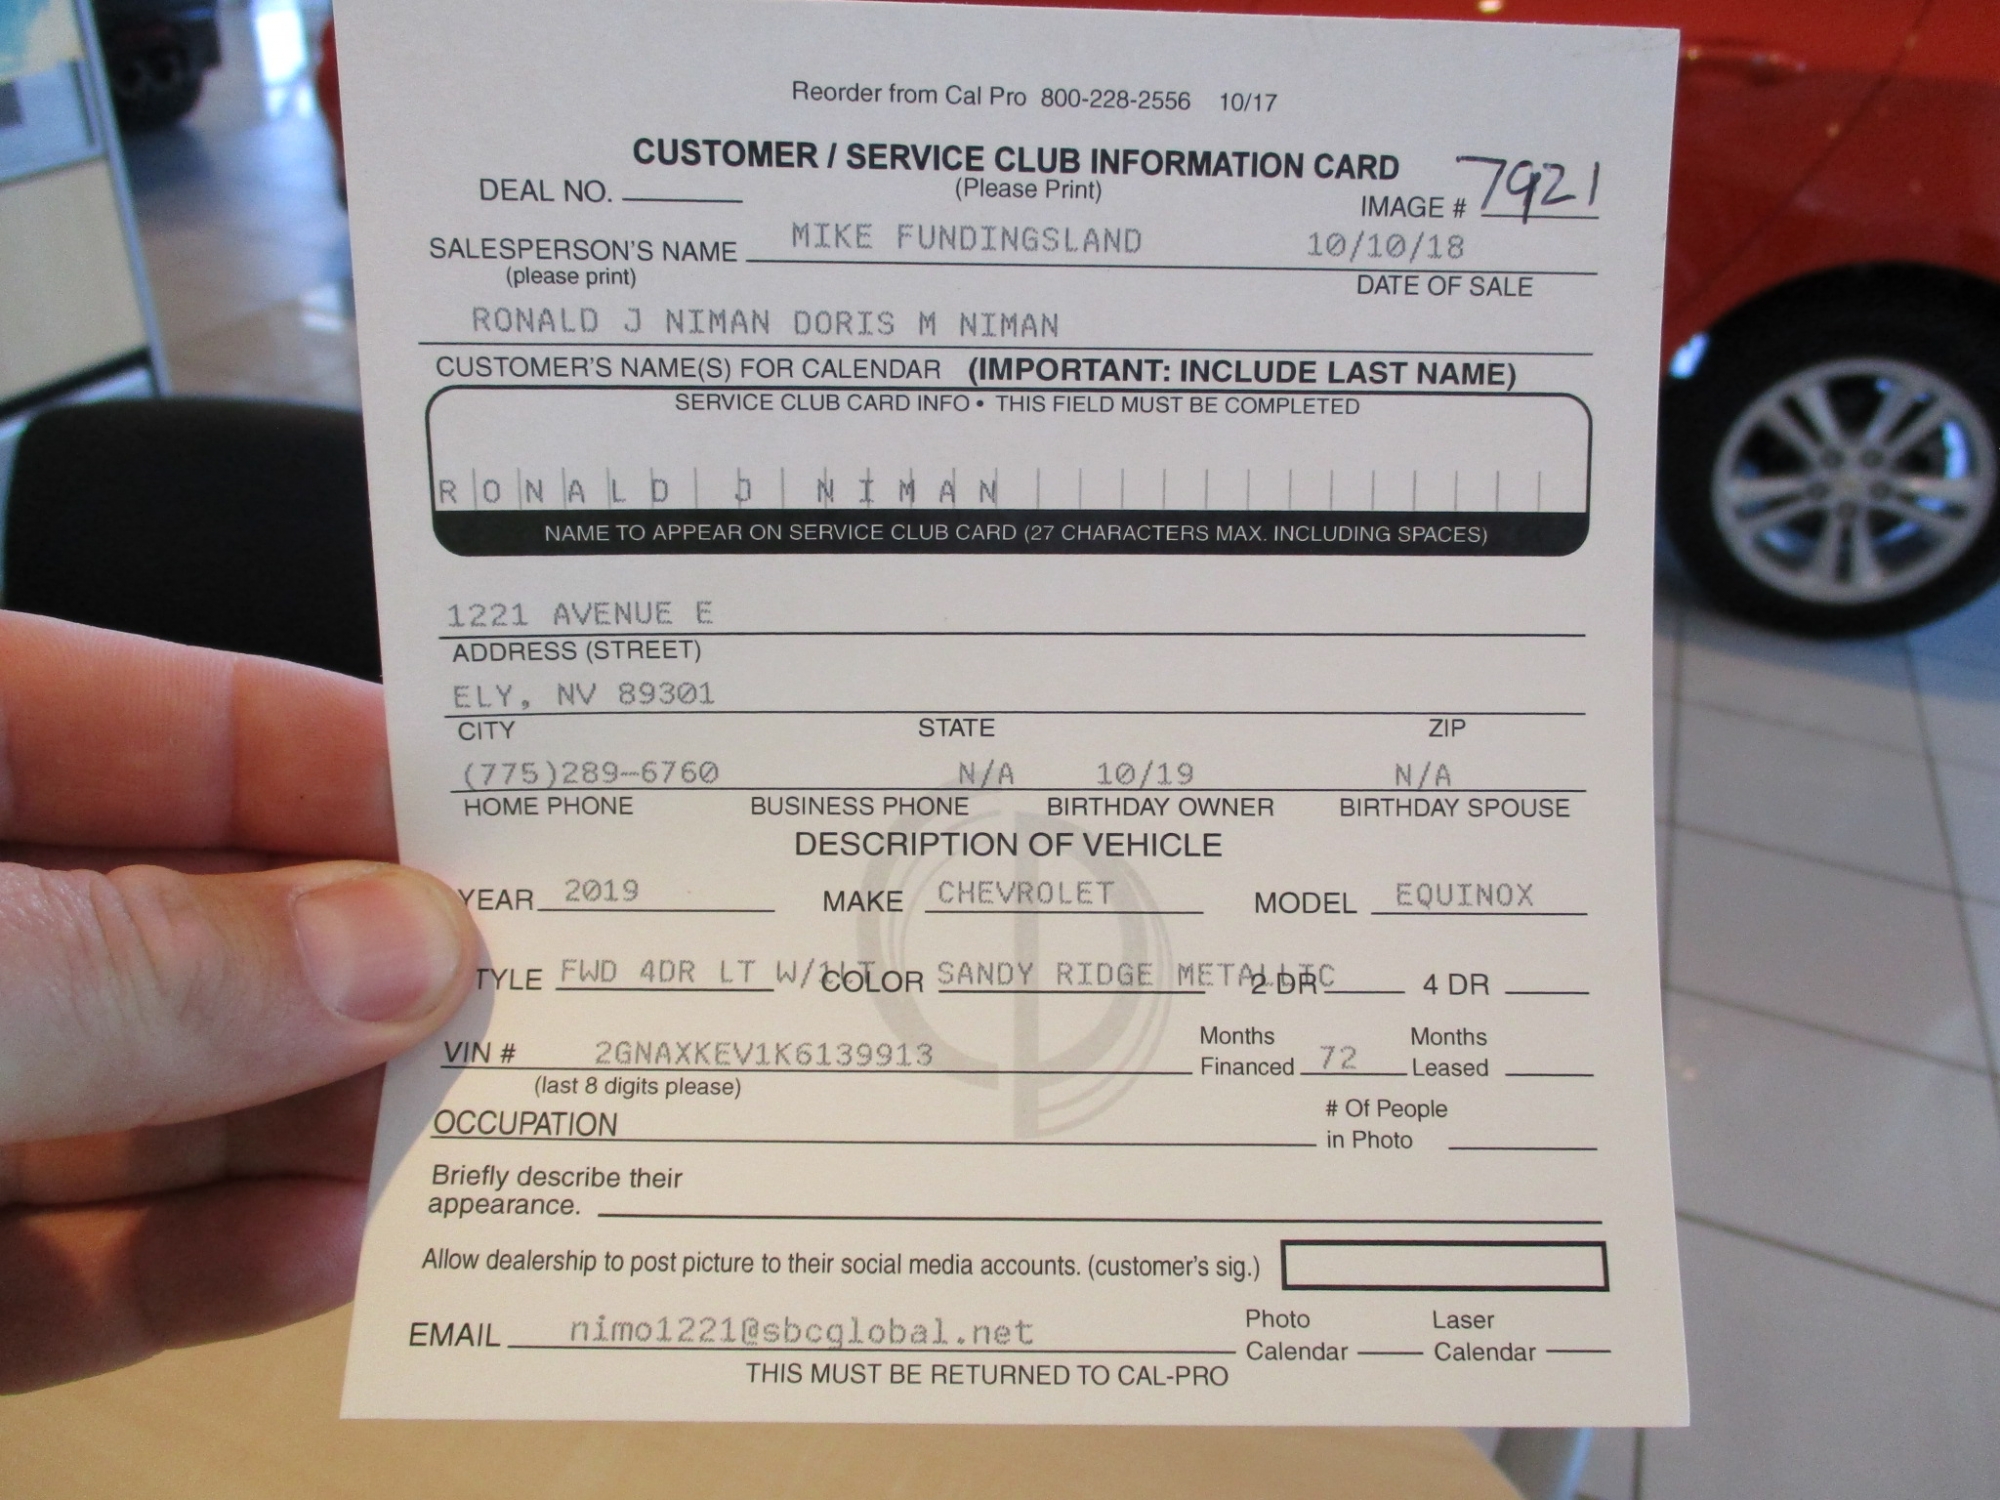 Reorder from Cal Pro 800-228-2556 10/17
CUSTOMER / SERVICE CLUB INFORMATION CARD
DEAL NO. (Please Print) IMAGE # 7921
SALESPERSON'S NAME MIKE FUNDINGSLAND 10/10/18
(please print) DATE OF SALE
RONALD J NIMAN DORIS M NIMAN
CUSTOMER'S NAME(S) FOR CALENDAR (IMPORTANT: INCLUDE LAST NAME)
SERVICE CLUB CARD INFO • THIS FIELD MUST BE COMPLETED
RONALD J NIMAN
NAME TO APPEAR ON SERVICE CLUB CARD (27 CHARACTERS MAX. INCLUDING SPACES)
1221 AVENUE E
ADDRESS (STREET)
ELY, NV 89301
CITY STATE ZIP
(775)289-6760 N/A 10/19 N/A
HOME PHONE BUSINESS PHONE BIRTHDAY OWNER BIRTHDAY SPOUSE
DESCRIPTION OF VEHICLE
YEAR 2019 MAKE CHEVROLET MODEL EQUINOX
TYLE FWD 4DR LT W/1LT COLOR SANDY RIDGE METALLIC 2 DR 4 DR
VIN # 2GNAXKEV1K6139913 Months Financed 72 Months Leased
(last 8 digits please)
OCCUPATION # Of People in Photo
Briefly describe their
appearance.
Allow dealership to post picture to their social media accounts. (customer's sig.)
EMAIL nimo1221@sbcglobal.net Photo Calendar Laser Calendar
THIS MUST BE RETURNED TO CAL-PRO